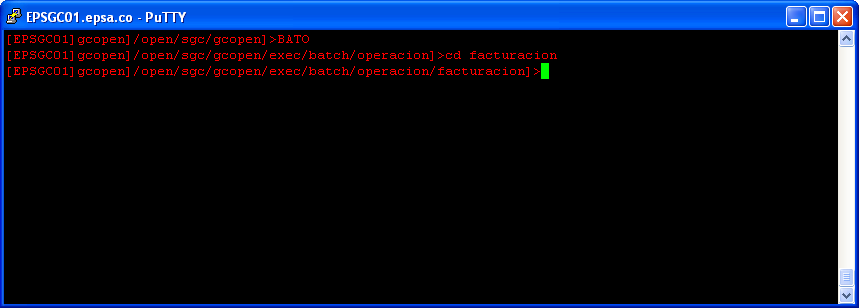 EPSGC01.epsa.co - PuTTY
[EPSGC01]gcopen]/open/sgc/gcopen]>BATO
[EPSGC01]gcopen]/open/sgc/gcopen/exec/batch/operacion]>cd facturacion
[EPSGC01]gcopen]/open/sgc/gcopen/exec/batch/operacion/facturacion]>